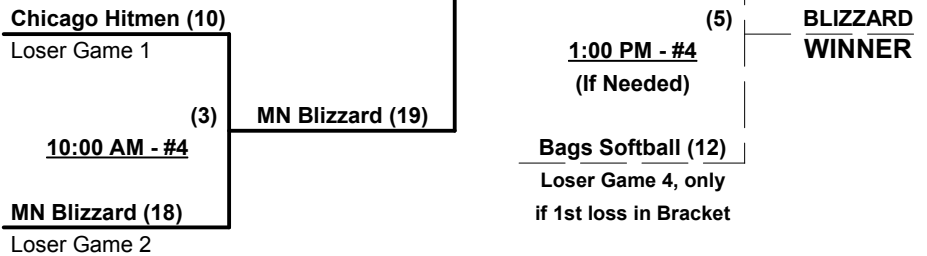 Chicago Hitmen (10)
Loser Game 1
(3)
10:00 AM - #4
MN Blizzard (18)
Loser Game 2
MN Blizzard (19)
(5)
1:00 PM - #4
(If Needed)
Bags Softball (12)
Loser Game 4, only
if 1st loss in Bracket
BLIZZARD
WINNER